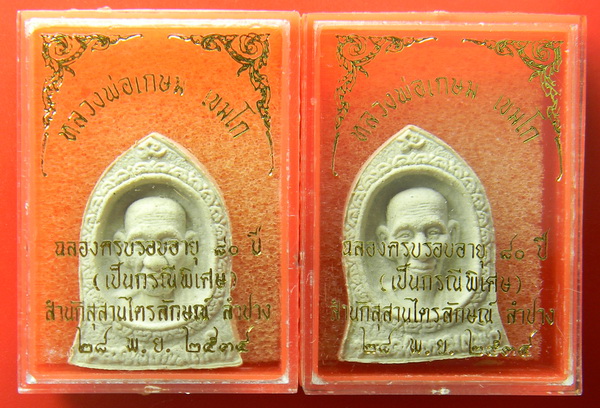 หลวงพ่อเกษม เขมโก
ฉลองครบรอบอายุ ๘๐ ปี
(เป็นกรณีพิเศษ)
สำนักสุสานไตรลักษณ์ ลำปาง
๒๘ พ.ย. ๒๕๓๔
หลวงพ่อเกษม เขมโก
ฉลองครบรอบอายุ ๘๐ ปี
(เป็นกรณีพิเศษ)
สำนักสุสานไตรลักษณ์ ลำปาง
๒๘ พ.ย. ๒๕๓๔